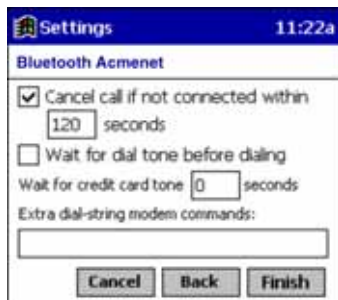 Settings 11:22a
Bluetooth Acmenet
Cancel call if not connected within
120 seconds
Wait for dial tone before dialing
Wait for credit card tone 0 seconds
Extra dial-string modem commands:
Cancel Back Finish